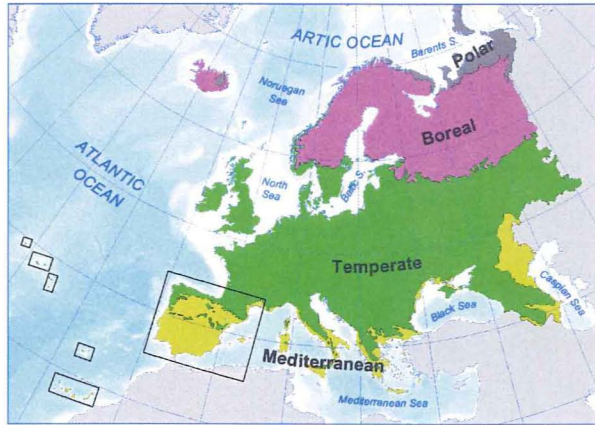 ARTIC OCEAN
Barents S.
Polar
Noruegan
Sea
Boreal
ATLANTIC
OCEAN
North
Sea
Baltic S.
Temperate
Caspian Sea
Black Sea
Mediterranean
Mediterranean Sea